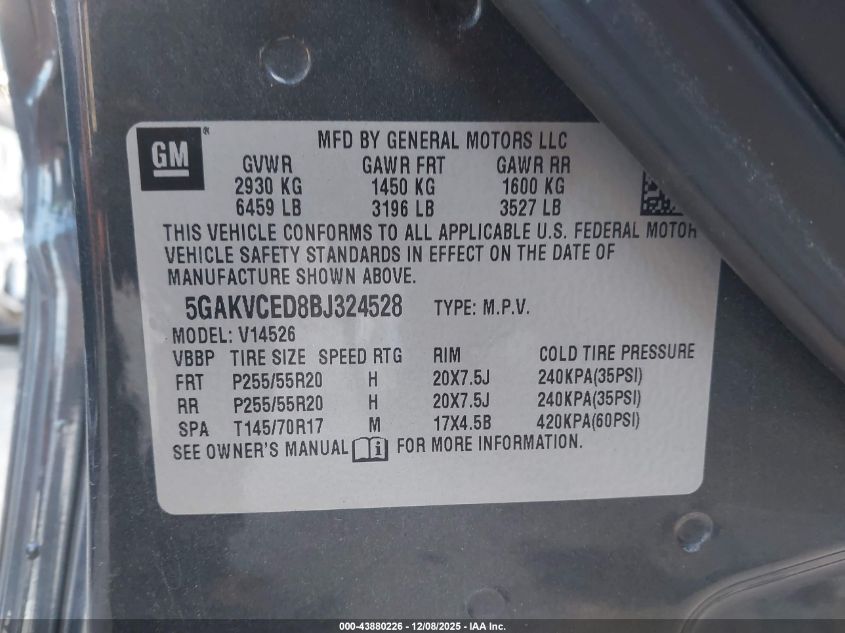 GM®
MFD BY GENERAL MOTORS LLC
GVWR GAWR FRT GAWR RR
2930 KG 1450 KG 1600 KG
6459 LB 3196 LB 3527 LB
THIS VEHICLE CONFORMS TO ALL APPLICABLE U.S. FEDERAL MOTOR
VEHICLE SAFETY STANDARDS IN EFFECT ON THE DATE OF
MANUFACTURE SHOWN ABOVE.
5GAKVCED8BJ324528 TYPE: M.P.V.
MODEL: V14526
VBBP TIRE SIZE SPEED RTG RIM COLD TIRE PRESSURE
FRT P255/55R20 H 20X7.5J 240KPA(35PSI)
RR P255/55R20 H 20X7.5J 240KPA(35PSI)
SPA T145/70R17 M 17X4.5B 420KPA(60PSI)
SEE OWNER'S MANUAL i FOR MORE INFORMATION.
000-43880226 - 12/08/2025 - IAA Inc.